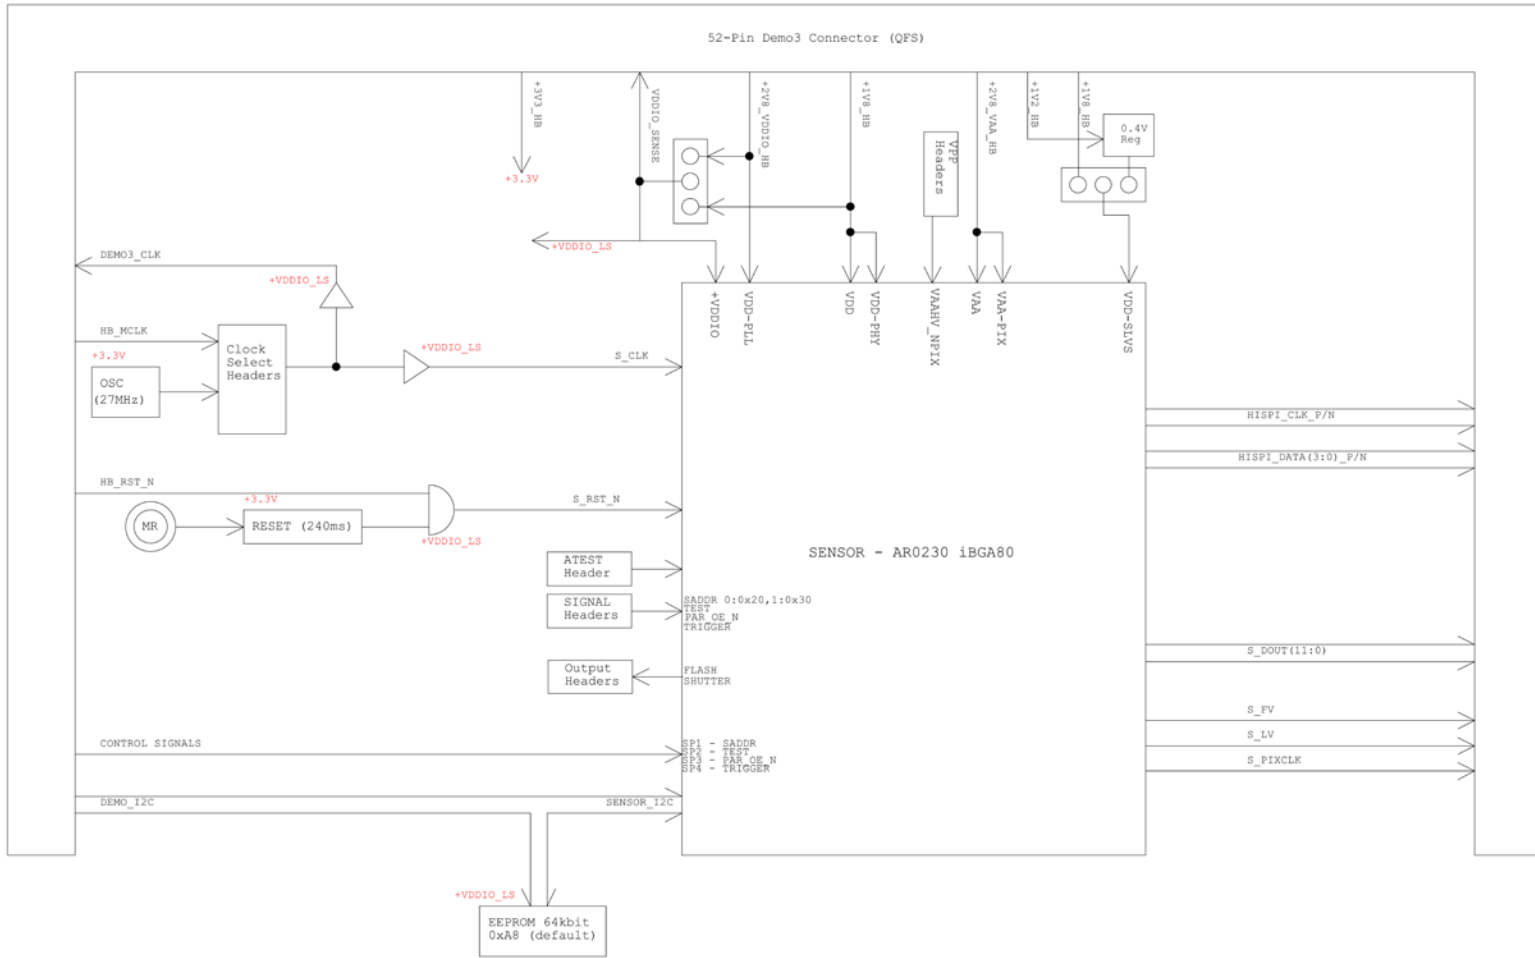 52-Pin Demo3 Connector (QFS)
+3V3_HB
VDDIO_SENSE
+2V8_VDDIO_HB
+1V8_HB
+2V8_VAA_HB
+1V2_HB
+1V8_HB
0.4V
Reg
VPP
Headers
+3.3V
+VDDIO_LS
DEMO3_CLK
+VDDIO_LS
+VDDIO
VDD-PLL
VDD
VDD-PHY
VAAHV_NPIX
VAA
VAA-PIX
VDD-SLVS
HB_MCLK
Clock
Select
Headers
+VDDIO_LS
S_CLK
+3.3V
OSC
(27MHz)
HISPI_CLK_P/N
HISPI_DATA(3:0)_P/N
HB_RST_N
+3.3V
S_RST_N
MR
RESET (240ms)
+VDDIO_LS
SENSOR - AR0230 iBGA80
ATEST
Header
SIGNAL
Headers
SADDR 0:0x20,1:0x30
TEST
PAR_OE_N
TRIGGER
Output
Headers
FLASH
SHUTTER
S_DOUT(11:0)
S_FV
S_LV
S_PIXCLK
CONTROL SIGNALS
SP1 - SADDR
SP2 - TEST
SP3 - PAR_OE_N
SP4 - TRIGGER
DEMO_I2C
SENSOR_I2C
+VDDIO_LS
EEPROM 64kbit
0xA8 (default)